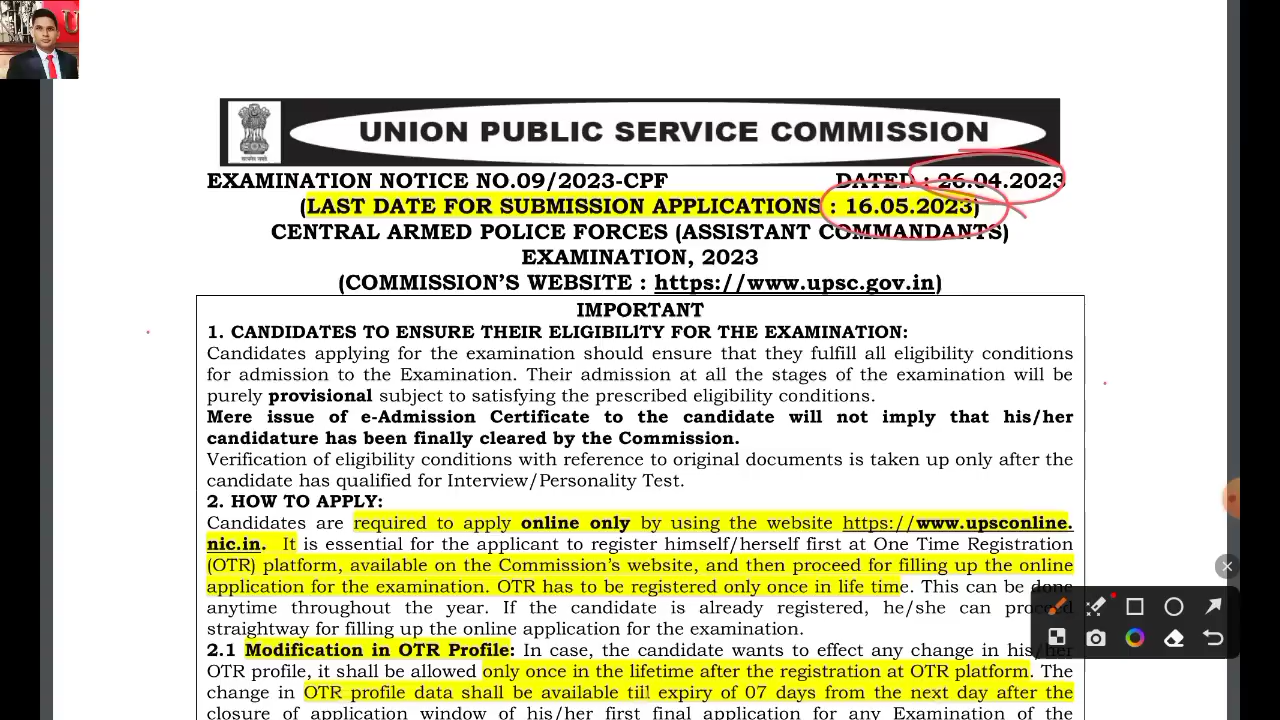 UNION PUBLIC SERVICE COMMISSION
EXAMINATION NOTICE NO.09/2023-CPF DATED : 26.04.2023
(LAST DATE FOR SUBMISSION APPLICATIONS : 16.05.2023)
CENTRAL ARMED POLICE FORCES (ASSISTANT COMMANDANTS)
EXAMINATION, 2023
(COMMISSION'S WEBSITE : https://www.upsc.gov.in)
IMPORTANT
1. CANDIDATES TO ENSURE THEIR ELIGIBILITY FOR THE EXAMINATION:
Candidates applying for the examination should ensure that they fulfill all eligibility conditions
for admission to the Examination. Their admission at all the stages of the examination will be
purely provisional subject to satisfying the prescribed eligibility conditions.
Mere issue of e-Admission Certificate to the candidate will not imply that his/her
candidature has been finally cleared by the Commission.
Verification of eligibility conditions with reference to original documents is taken up only after the
candidate has qualified for Interview/Personality Test.
2. HOW TO APPLY:
Candidates are required to apply online only by using the website https://www.upsconline.
nic.in. It is essential for the applicant to register himself/herself first at One Time Registration
(OTR) platform, available on the Commission's website, and then proceed for filling up the online
application for the examination. OTR has to be registered only once in life time. This can be done
anytime throughout the year. If the candidate is already registered, he/she can proceed
straightway for filling up the online application for the examination.
2.1 Modification in OTR Profile: In case, the candidate wants to effect any change in his/her
OTR profile, it shall be allowed only once in the lifetime after the registration at OTR platform. The
change in OTR profile data shall be available till expiry of 07 days from the next day after the
closure of application window of his/her first final application for any Examination of the